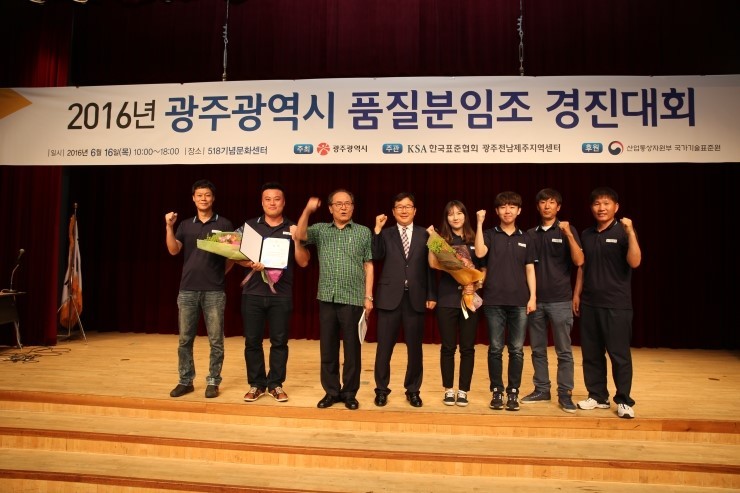 2016년 광주광역시 품질분임조 경진대회
|일시| 2016년 6월 16일(목) 10:00~18:00 |장소| 518기념문화센터 주최 광주광역시 주관 KSA 한국표준협회 광주전남제주지역센터 후원 산업통상자원부 국가기술표준원